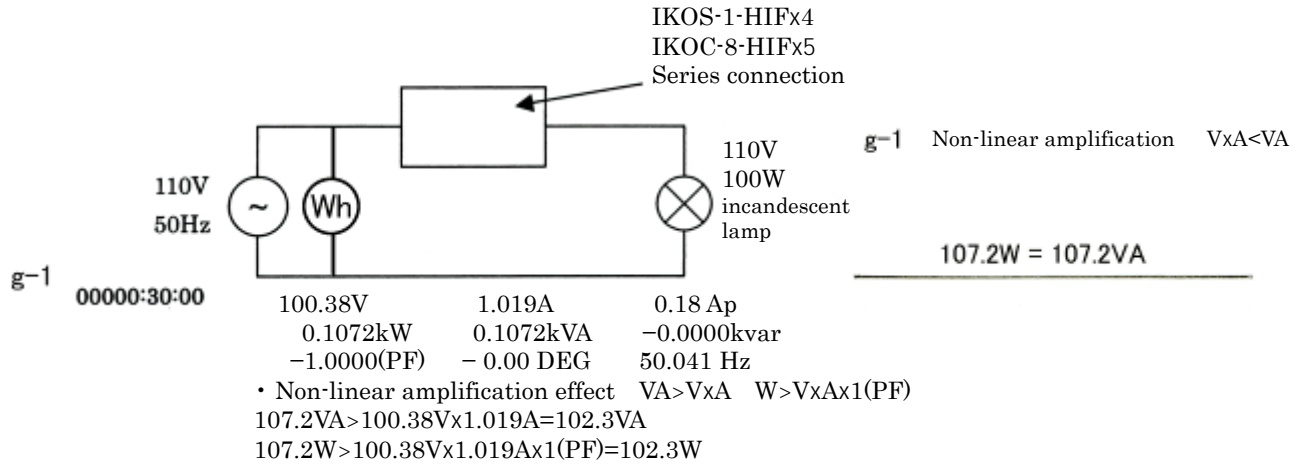 IKOS-1-HIFx4
IKOC-8-HIFx5
Series connection
g-1 Non-linear amplification VxA<VA
110V
50Hz
~
Wh
110V
100W
incandescent
lamp
107.2W = 107.2VA
g-1
00000:30:00
100.38V 1.019A 0.18 Ap
0.1072kW 0.1072kVA −0.0000kvar
−1.0000(PF) − 0.00 DEG 50.041 Hz
・Non-linear amplification effect VA>VxA W>VxAx1(PF)
107.2VA>100.38Vx1.019A=102.3VA
107.2W>100.38Vx1.019Ax1(PF)=102.3W